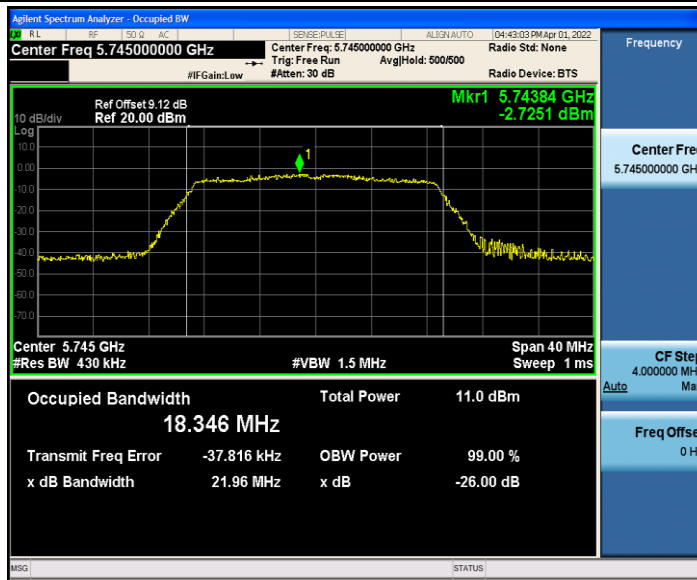 Agilent Spectrum Analyzer - Occupied BW
RL RF 50 Ω AC SENSE:PULSE ALIGN AUTO 04:43:03 PM Apr 01, 2022
Center Freq 5.745000000 GHz Center Freq: 5.745000000 GHz Radio Std: None Frequency
Trig: Free Run Avg|Hold: 500/500
#IFGain:Low #Atten: 30 dB Radio Device: BTS
Ref Offset 9.12 dB Mkr1 5.74384 GHz
10 dB/div Ref 20.00 dBm -2.7251 dBm
Log
10.0
1
0.00
-10.0
-20.0
-30.0
-40.0
-50.0
-60.0
-70.0
Center Fre
5.745000000 GH
Center 5.745 GHz Span 40 MHz
#Res BW 430 kHz #VBW 1.5 MHz Sweep 1 ms
CF Step
4.000000 MH
Auto Ma
Occupied Bandwidth Total Power 11.0 dBm
18.346 MHz
Freq Offse
0 H
Transmit Freq Error -37.816 kHz OBW Power 99.00 %
x dB Bandwidth 21.96 MHz x dB -26.00 dB
MSG STATUS